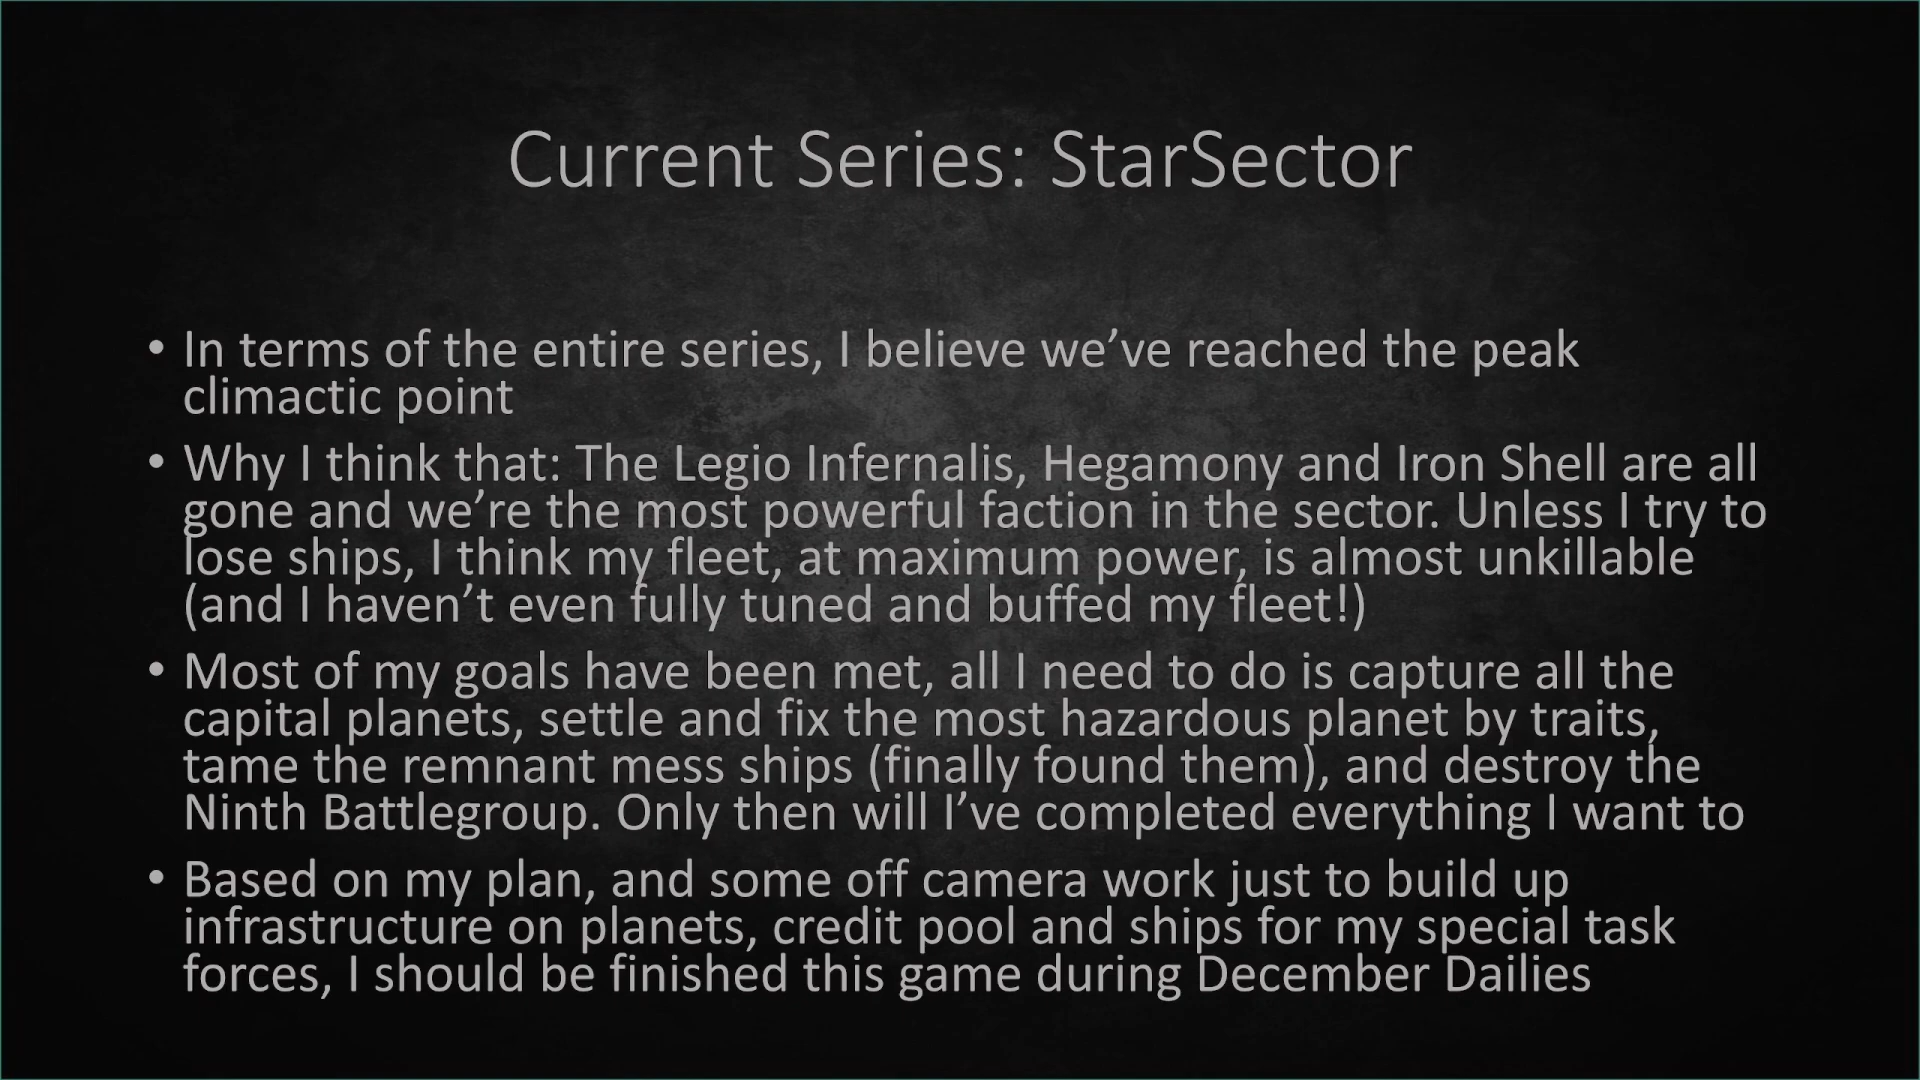 Current Series: StarSector
• In terms of the entire series, I believe we’ve reached the peak
climactic point
• Why I think that: The Legio Infernalis, Hegamony and Iron Shell are all
gone and we’re the most powerful faction in the sector. Unless I try to
lose ships, I think my fleet, at maximum power, is almost unkillable
(and I haven’t even fully tuned and buffed my fleet!)
• Most of my goals have been met, all I need to do is capture all the
capital planets, settle and fix the most hazardous planet by traits,
tame the remnant mess ships (finally found them), and destroy the
Ninth Battlegroup. Only then will I’ve completed everything I want to
• Based on my plan, and some off camera work just to build up
infrastructure on planets, credit pool and ships for my special task
forces, I should be finished this game during December Dailies